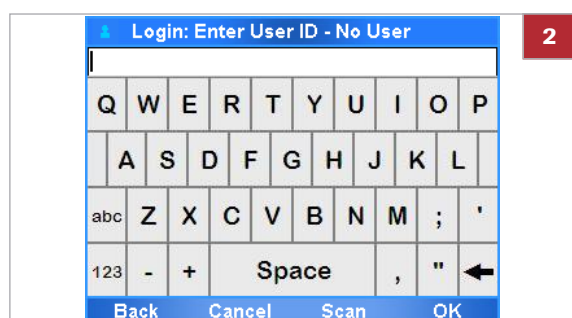 Login: Enter User ID - No User
2
Q W E R T Y U I O P
A S D F G H J K L
abc Z X C V B N M ; '
123 - + Space , " ←
Back Cancel Scan OK